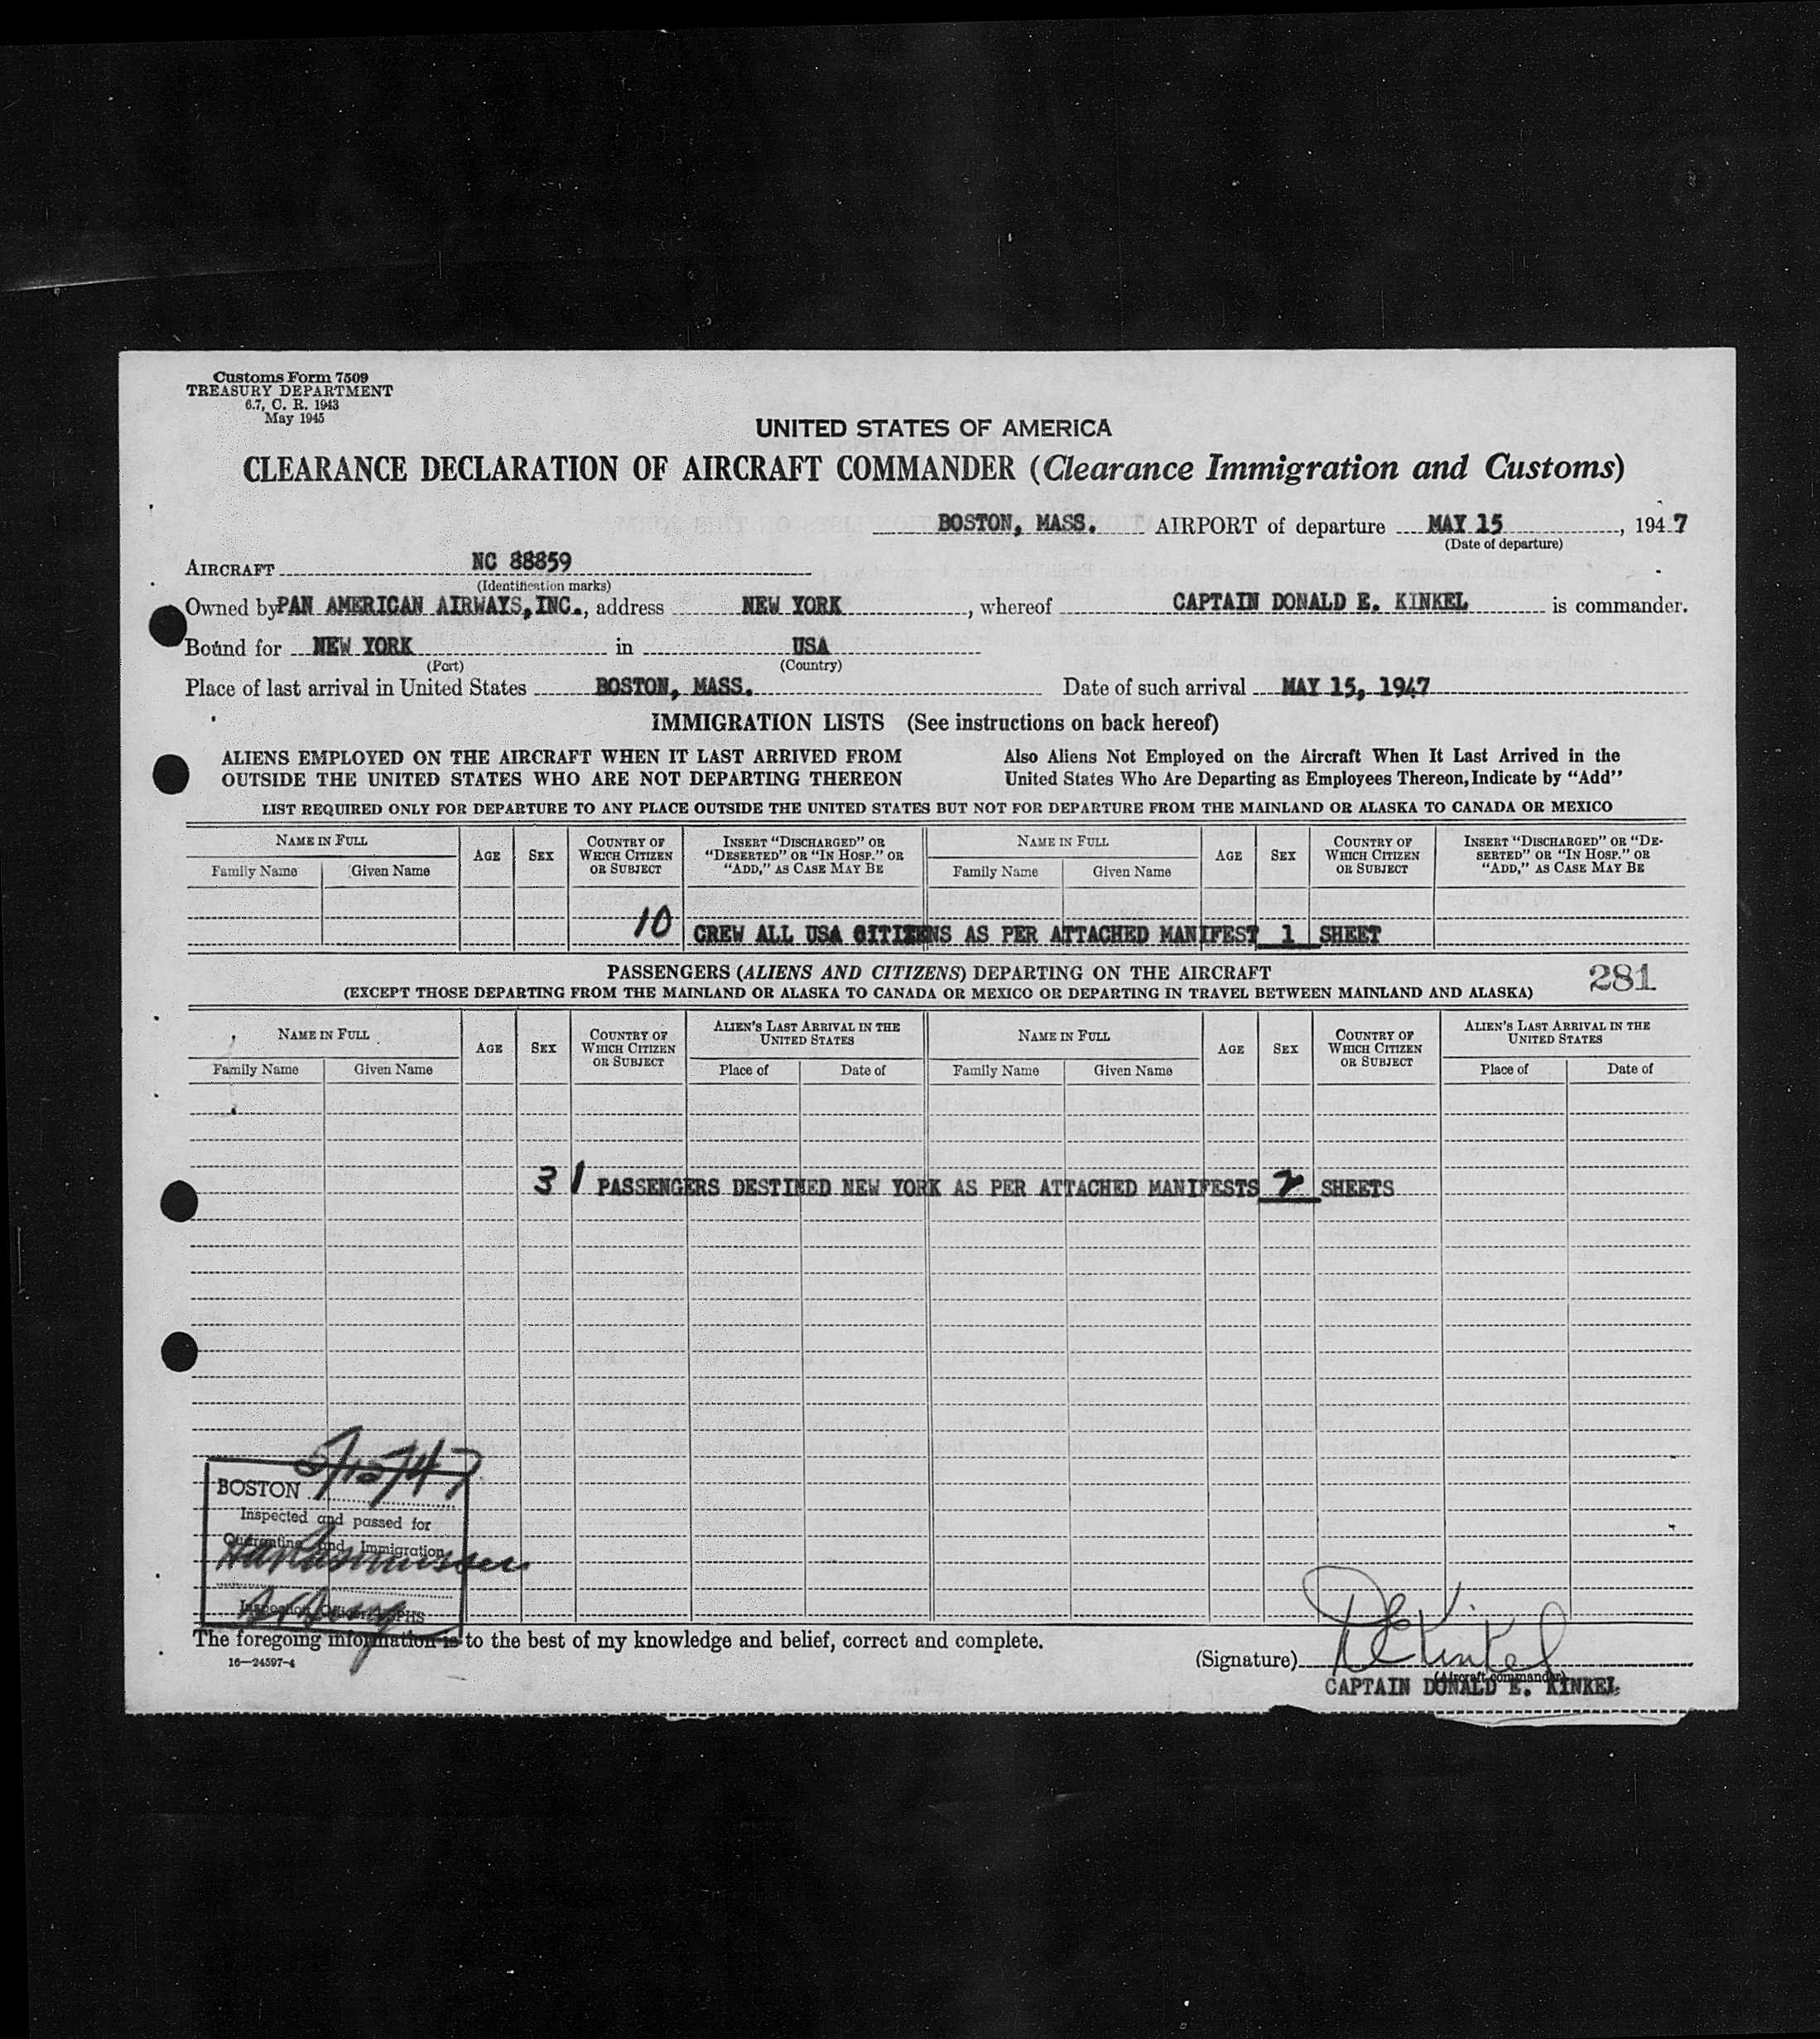 Customs Form 7509
TREASURY DEPARTMENT
6.7, C. R. 1943
May 1945
UNITED STATES OF AMERICA
CLEARANCE DECLARATION OF AIRCRAFT COMMANDER (Clearance Immigration and Customs)
BOSTON, MASS. AIRPORT of departure MAY 15, 1947
(Date of departure)
AIRCRAFT NC 88859
(Identification marks)
Owned by PAN AMERICAN AIRWAYS, INC., address NEW YORK, whereof CAPTAIN DONALD E. KINKEL is commander.
Bound for NEW YORK in USA
(Port) (Country)
Place of last arrival in United States BOSTON, MASS. Date of such arrival MAY 15, 1947
IMMIGRATION LISTS (See instructions on back hereof)
ALIENS EMPLOYED ON THE AIRCRAFT WHEN IT LAST ARRIVED FROM
OUTSIDE THE UNITED STATES WHO ARE NOT DEPARTING THEREON
Also Aliens Not Employed on the Aircraft When It Last Arrived in the
United States Who Are Departing as Employees Thereon, Indicate by "Add"
LIST REQUIRED ONLY FOR DEPARTURE TO ANY PLACE OUTSIDE THE UNITED STATES BUT NOT FOR DEPARTURE FROM THE MAINLAND OR ALASKA TO CANADA OR MEXICO
NAME IN FULL
Family Name Given Name
AGE
SEX
COUNTRY OF
WHICH CITIZEN
OR SUBJECT
INSERT "DISCHARGED" OR
"DESERTED" OR "IN HOSP." OR
"ADD," AS CASE MAY BE
NAME IN FULL
Family Name Given Name
AGE
SEX
COUNTRY OF
WHICH CITIZEN
OR SUBJECT
INSERT "DISCHARGED" OR "DE-
SERTED" OR "IN HOSP." OR
"ADD," AS CASE MAY BE
10 CREW ALL USA CITIZENS AS PER ATTACHED MANIFEST 1 SHEET
PASSENGERS (ALIENS AND CITIZENS) DEPARTING ON THE AIRCRAFT
281
(EXCEPT THOSE DEPARTING FROM THE MAINLAND OR ALASKA TO CANADA OR MEXICO OR DEPARTING IN TRAVEL BETWEEN MAINLAND AND ALASKA)
NAME IN FULL
Family Name Given Name
AGE
SEX
COUNTRY OF
WHICH CITIZEN
OR SUBJECT
ALIEN'S LAST ARRIVAL IN THE
UNITED STATES
Place of Date of
NAME IN FULL
Family Name Given Name
AGE
SEX
COUNTRY OF
WHICH CITIZEN
OR SUBJECT
ALIEN'S LAST ARRIVAL IN THE
UNITED STATES
Place of Date of
31 PASSENGERS DESTINED NEW YORK AS PER ATTACHED MANIFESTS 2 SHEETS
BOSTON 5/15/47
Inspected and passed for
Quarantine and Immigration
Inspection Officer USPHS
The foregoing information is to the best of my knowledge and belief, correct and complete.
16—24597-4
(Signature) D E Kinkel
(Aircraft commander)
CAPTAIN DONALD E. KINKEL